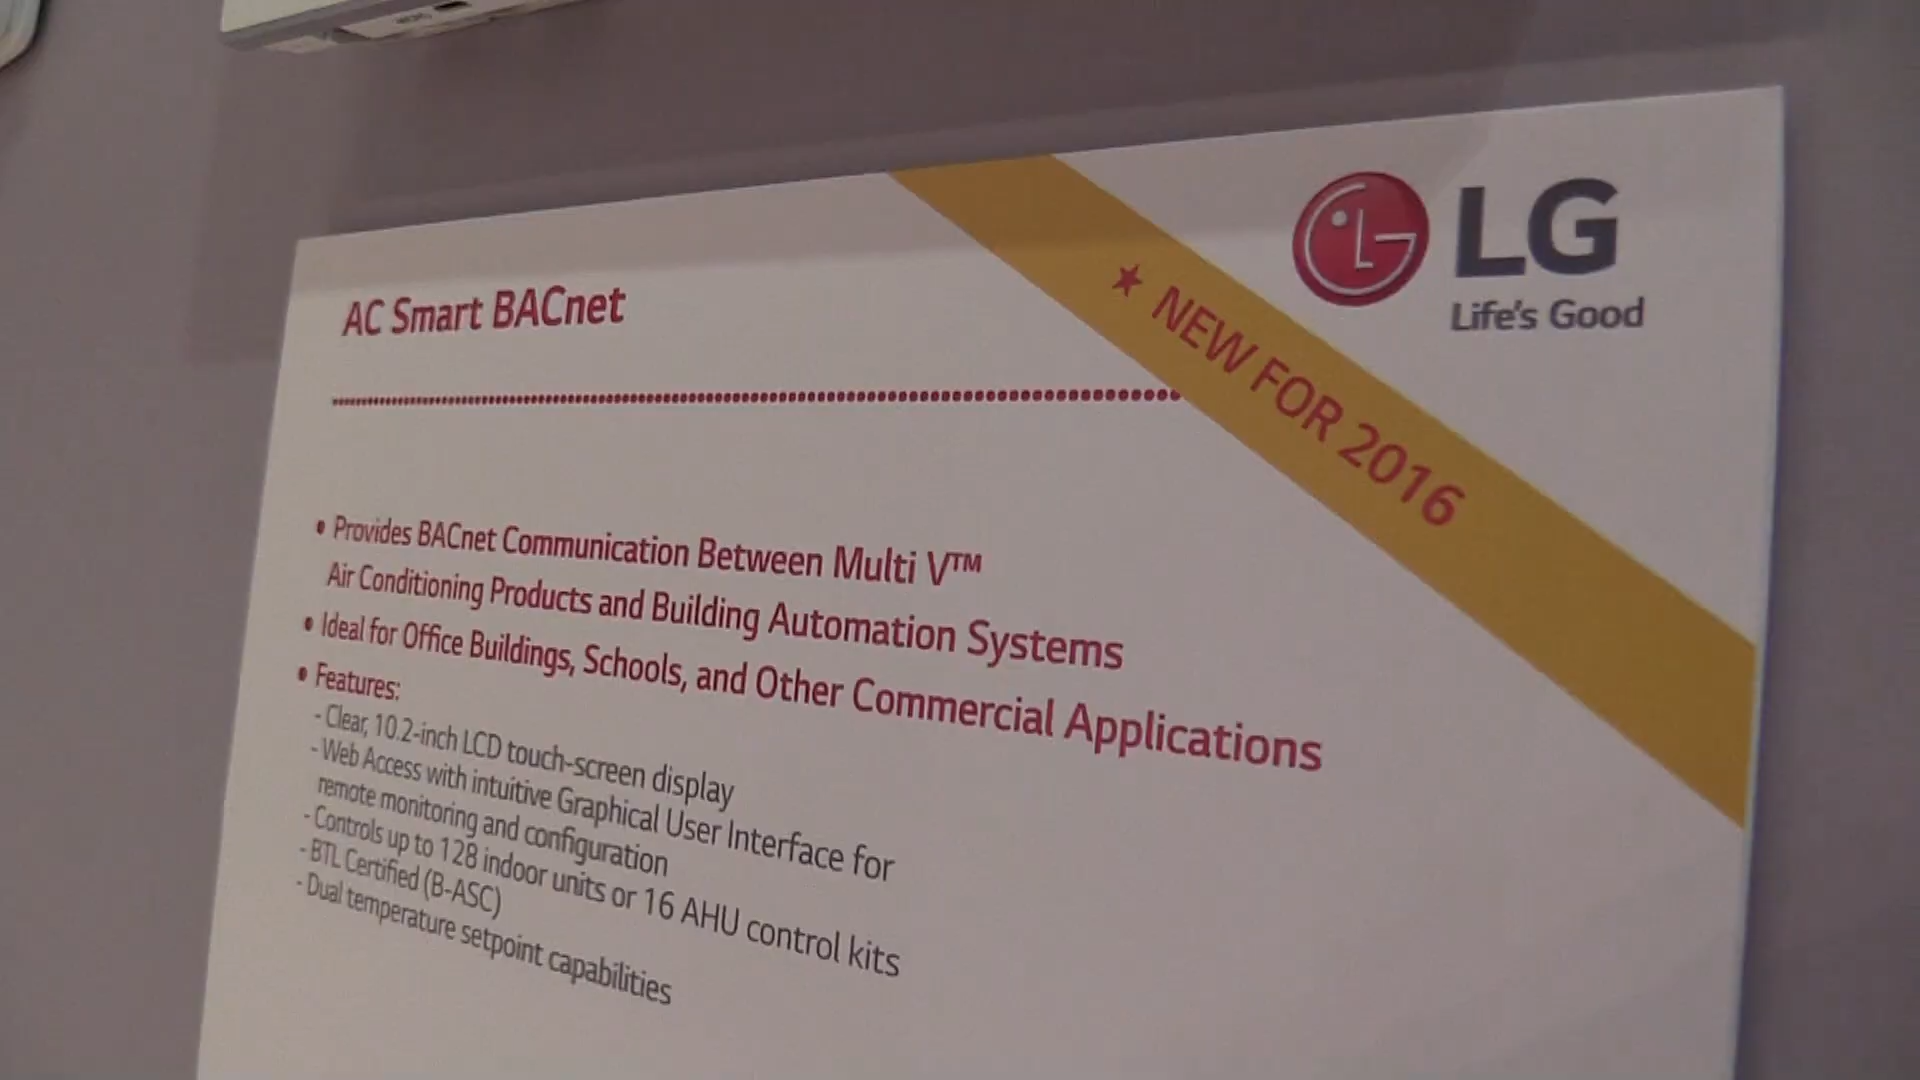 LG
Life's Good
★ NEW FOR 2016
AC Smart BACnet
• Provides BACnet Communication Between Multi V™
Air Conditioning Products and Building Automation Systems
• Ideal for Office Buildings, Schools, and Other Commercial Applications
• Features:
- Clear, 10.2-inch LCD touch-screen display
- Web Access with intuitive Graphical User Interface for
remote monitoring and configuration
- Controls up to 128 indoor units or 16 AHU control kits
- BTL Certified (B-ASC)
- Dual temperature setpoint capabilities